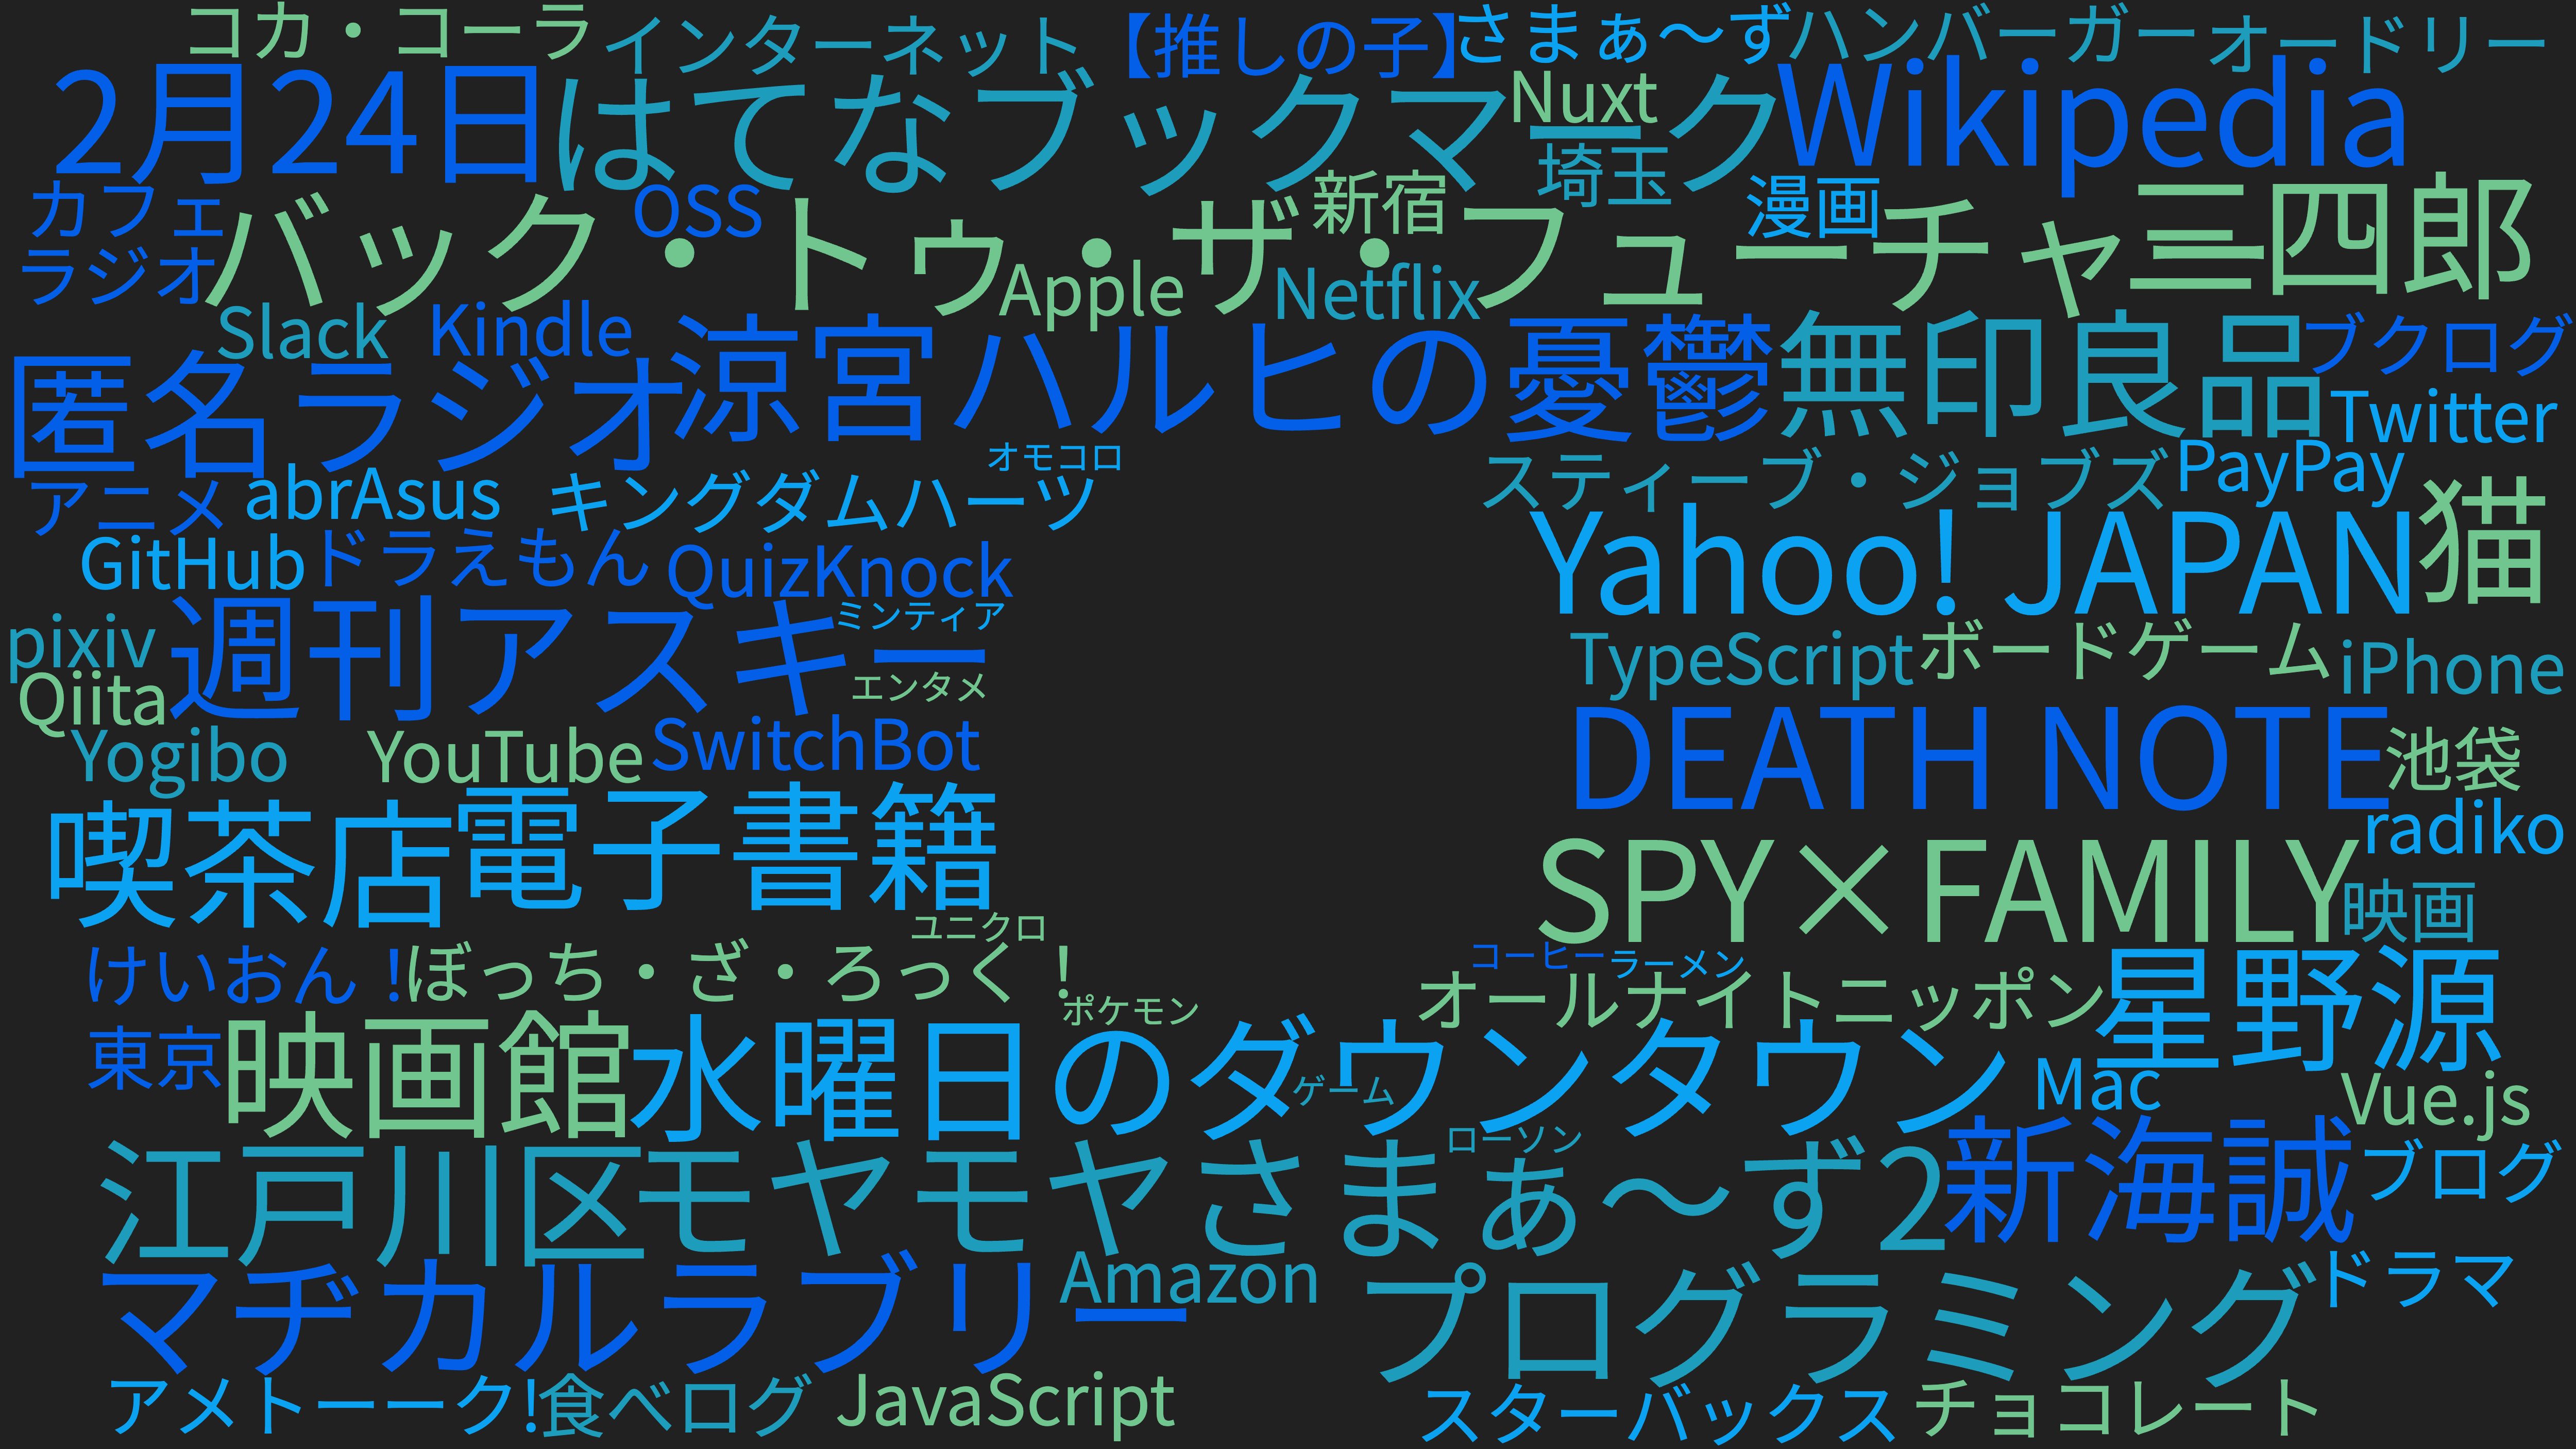 コカ・コーラ
インターネット
【推しの子】
さまぁ〜ず
ハンバーガー
オードリー
2月24日
はてなブックマーク
Nuxt
Wikipedia
埼玉
カフェ
OSS
新宿
漫画
ラジオ
バック・トゥ・ザ・フューチャー
三四郎
Apple
Netflix
Slack
Kindle
匿名ラジオ
涼宮ハルヒの憂鬱
無印良品
ブクログ
Twitter
オモコロ
アニメ
abrAsus
キングダムハーツ
スティーブ・ジョブズ
PayPay
GitHub
ドラえもん
QuizKnock
Yahoo! JAPAN
猫
pixiv
週刊アスキー
ミンティア
TypeScript
ボードゲーム
iPhone
Qiita
エンタメ
Yogibo
YouTube
SwitchBot
DEATH NOTE
池袋
喫茶店
電子書籍
radiko
SPY×FAMILY
映画
ユニクロ
けいおん!
ぼっち・ざ・ろっく!
コーヒー
ラーメン
ポケモン
オールナイトニッポン
星野源
東京
映画館
水曜日のダウンタウン
ゲーム
Mac
Vue.js
ローソン
江戸川区
モヤモヤさまぁ〜ず2
新海誠
ブログ
マヂカルラブリー
Amazon
プログラミング
ドラマ
アメトーーク!
食べログ
JavaScript
スターバックス
チョコレート